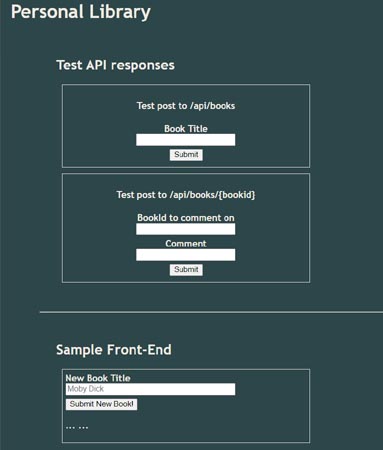 Personal Library
Test API responses
Test post to /api/books
Book Title
Submit
Test post to /api/books/{bookid}
BookId to comment on
Comment
Submit
Sample Front-End
New Book Title
Moby Dick
Submit New Book!
... ...